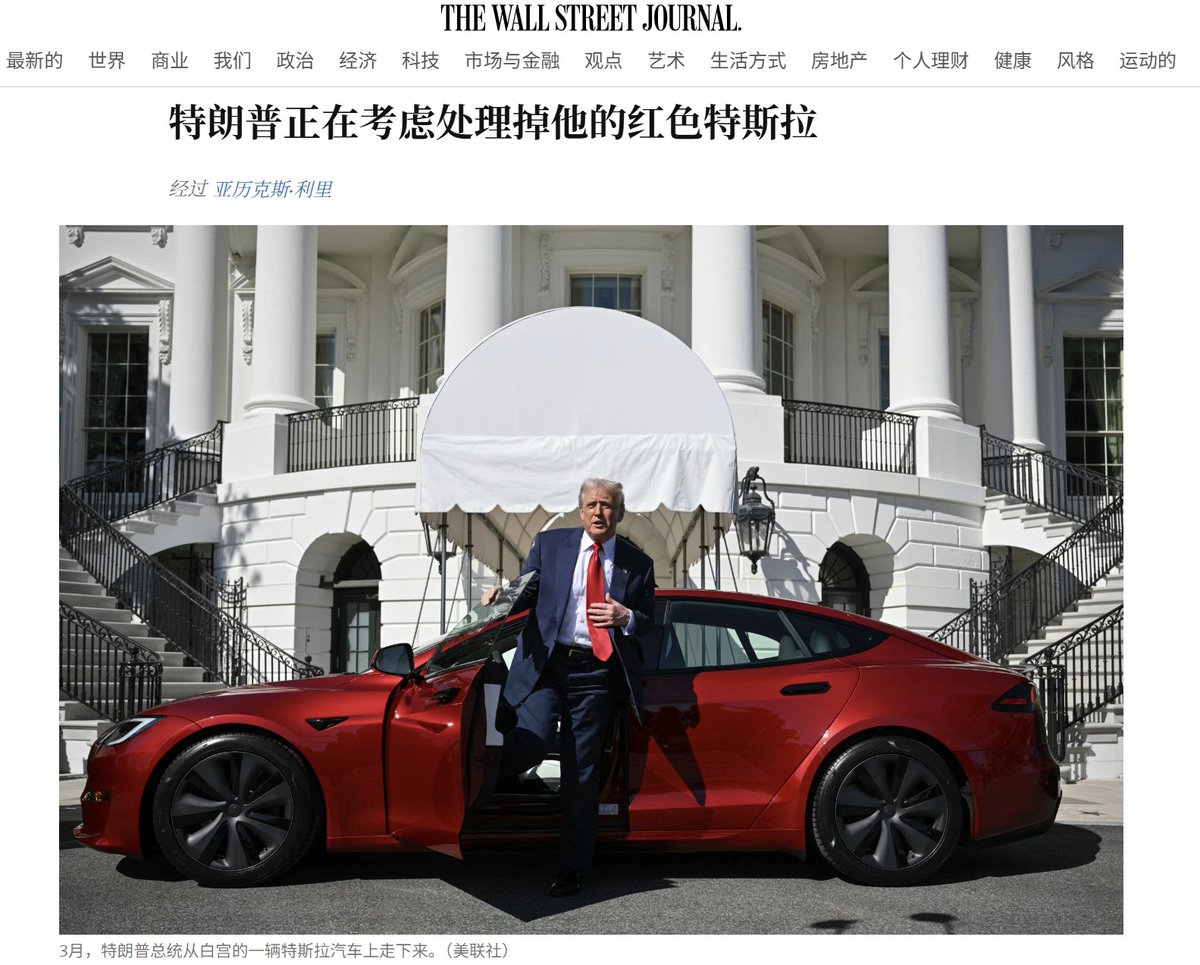 THE WALL STREET JOURNAL.
最新的 世界 商业 我们 政治 经济 科技 市场与金融 观点 艺术 生活方式 房地产 个人理财 健康 风格 运动的
特朗普正在考虑处理掉他的红色特斯拉
经过 亚历克斯·利里
3月，特朗普总统从白宫的一辆特斯拉汽车上走下来。（美联社）